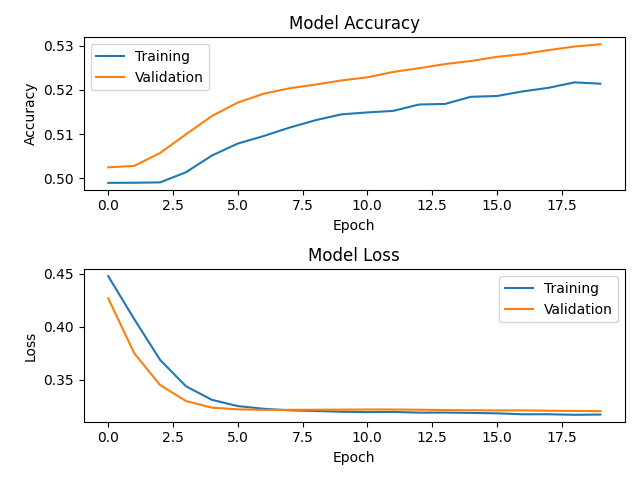 Model Accuracy
Accuracy
0.53
0.52
0.51
0.50
Training
Validation
0.0 2.5 5.0 7.5 10.0 12.5 15.0 17.5
Epoch
Model Loss
Loss
0.45
0.40
0.35
Training
Validation
0.0 2.5 5.0 7.5 10.0 12.5 15.0 17.5
Epoch